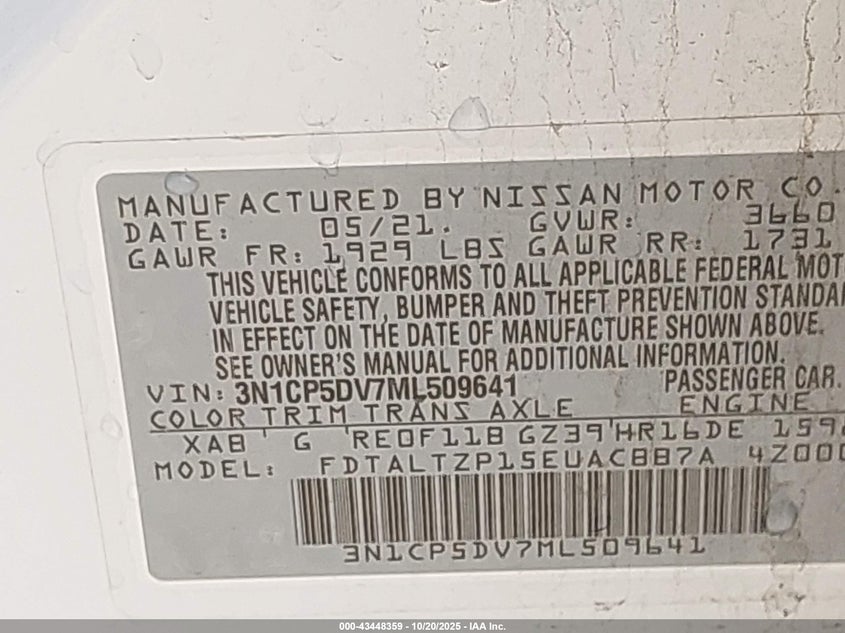 MANUFACTURED BY NISSAN MOTOR CO.
DATE: 05/21. GVWR: 3660
GAWR FR: 1929 LBS GAWR RR: 1731
THIS VEHICLE CONFORMS TO ALL APPLICABLE FEDERAL MOT
VEHICLE SAFETY, BUMPER AND THEFT PREVENTION STANDA
IN EFFECT ON THE DATE OF MANUFACTURE SHOWN ABOVE.
SEE OWNER'S MANUAL FOR ADDITIONAL INFORMATION.
VIN: 3N1CP5DV7ML509641 PASSENGER CAR.
COLOR TRIM TRANS AXLE ENGINE
XAB G RE0F11B GZ39 HR16DE 159
MODEL: FDTALTZP15EUACBB7A 4Z000
3N1CP5DV7ML509641
000-43448359 - 10/20/2025 - IAA Inc.